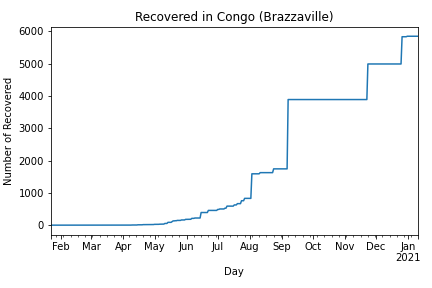 Recovered in Congo (Brazzaville)
6000
5000
4000
3000
2000
1000
0
Number of Recovered
Feb Mar Apr May Jun Jul Aug Sep Oct Nov Dec Jan
2021
Day